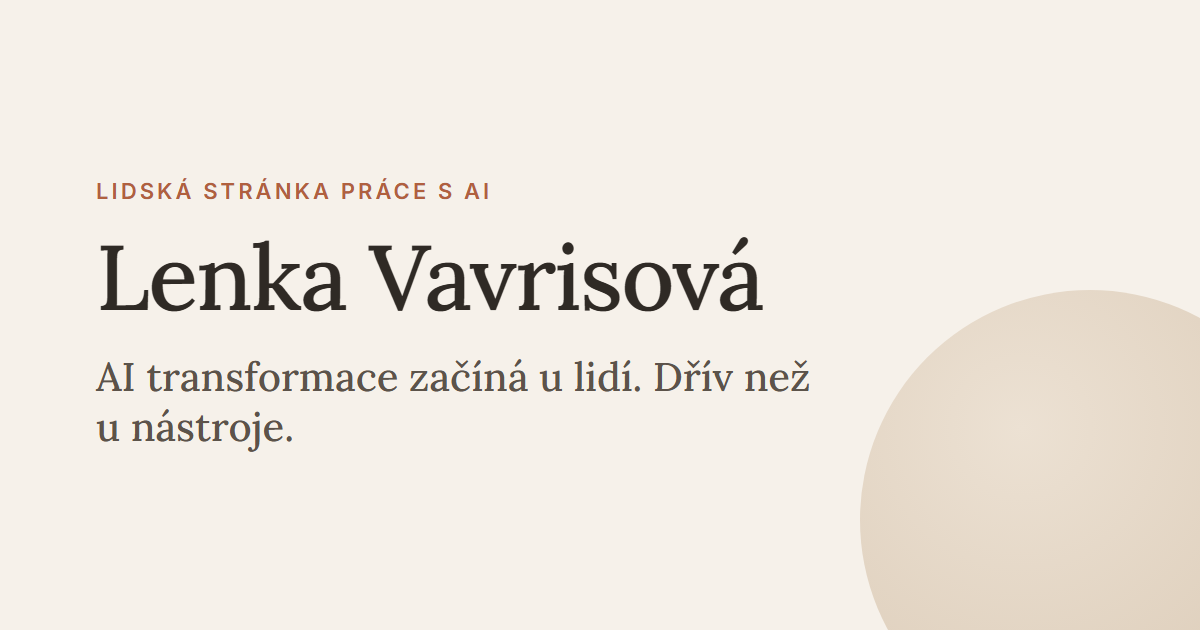 LIDSKÁ STRÁNKA PRÁCE S AI
Lenka Vavrisová
AI transformace začíná u lidí. Dřív než
u nástroje.